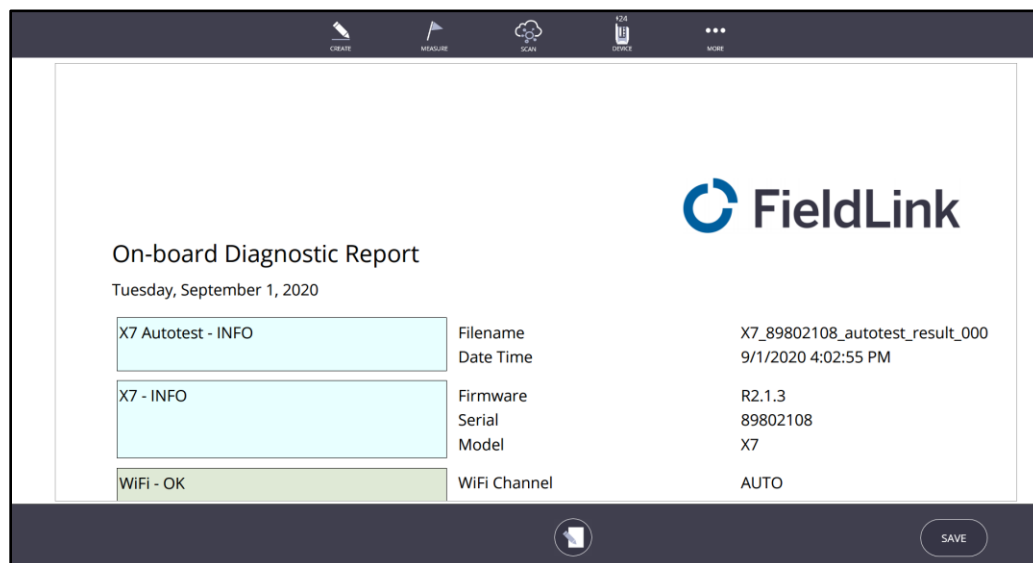 CREATE
MEASURE
SCAN
DEVICE
MORE
FieldLink
On-board Diagnostic Report
Tuesday, September 1, 2020
X7 Autotest - INFO
Filename
X7_89802108_autotest_result_000
Date Time
9/1/2020 4:02:55 PM
X7 - INFO
Firmware
R2.1.3
Serial
89802108
Model
X7
WiFi - OK
WiFi Channel
AUTO
SAVE